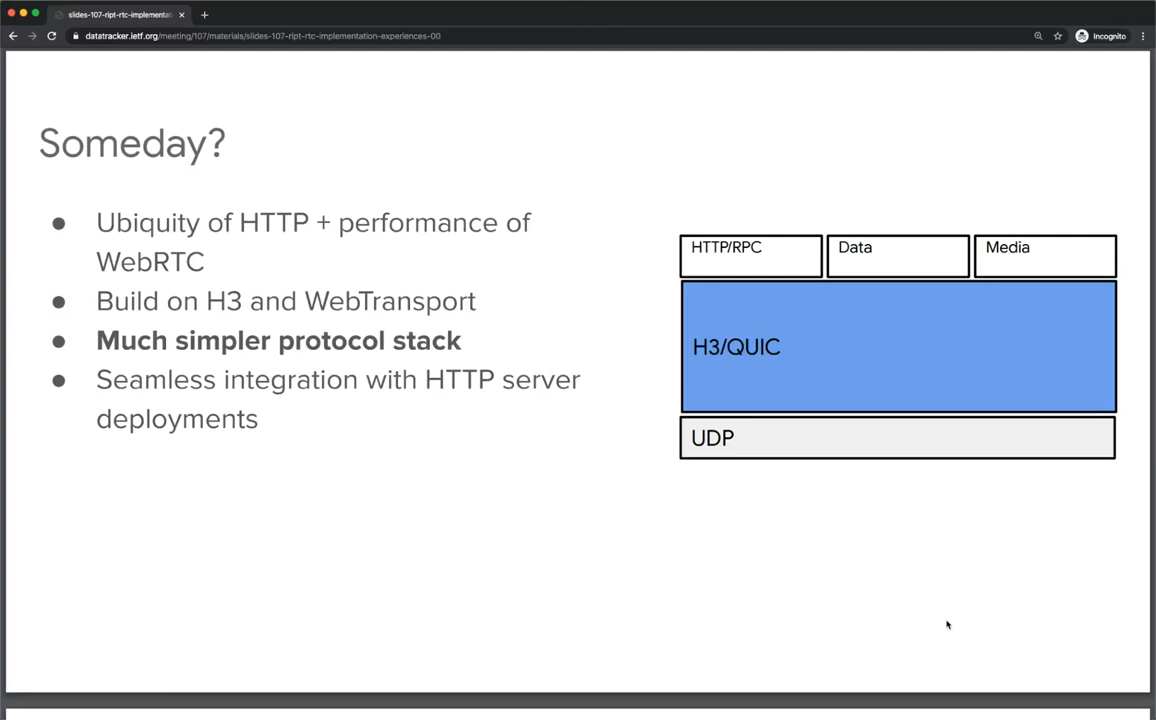 slides-107-ript-rtc-implementat
datatracker.ietf.org/meeting/107/materials/slides-107-ript-rtc-implementation-experiences-00
Incognito
Someday?
● Ubiquity of HTTP + performance of
WebRTC
● Build on H3 and WebTransport
● Much simpler protocol stack
● Seamless integration with HTTP server
deployments
HTTP/RPC
Data
Media
H3/QUIC
UDP